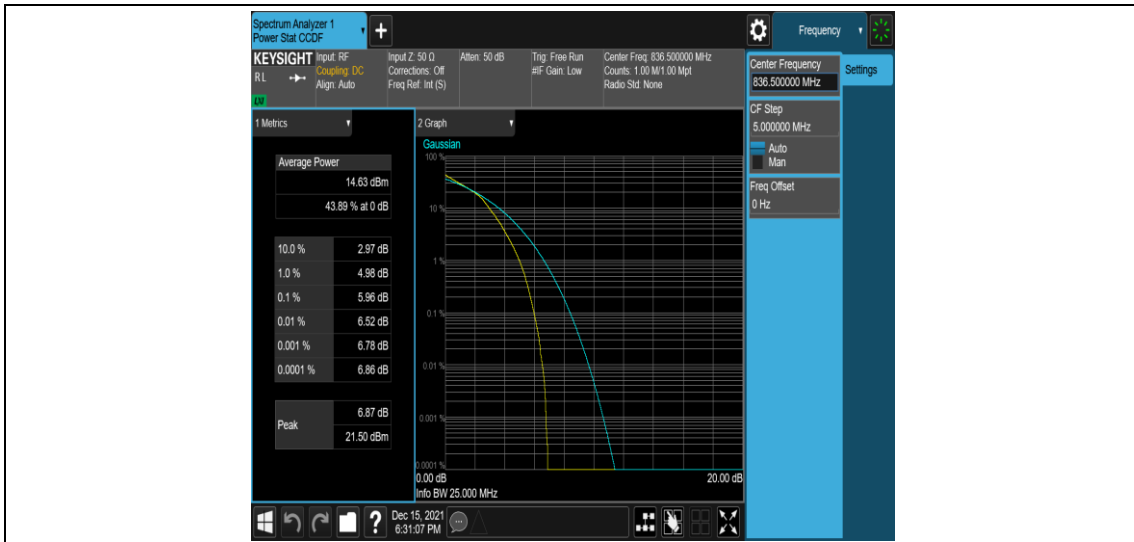 Spectrum Analyzer 1
Power Stat CCDF
Frequency
KEYSIGHT
RL
Input: RF
Coupling: DC
Align: Auto
Input Z: 50 Ω
Corrections: Off
Freq Ref: Int (S)
Atten: 50 dB
Trig: Free Run
#IF Gain: Low
Center Freq: 836.500000 MHz
Counts: 1.00 M/1.00 Mpt
Radio Std: None
Center Frequency
836.500000 MHz
Settings
CF Step
5.000000 MHz
Auto
Man
Freq Offset
0 Hz
1 Metrics
Average Power
14.63 dBm
43.89 % at 0 dB
10.0 % 2.97 dB
1.0 % 4.98 dB
0.1 % 5.96 dB
0.01 % 6.52 dB
0.001 % 6.78 dB
0.0001 % 6.86 dB
Peak
6.87 dB
21.50 dBm
2 Graph
Gaussian
100 %
10 %
1 %
0.1 %
0.01 %
0.001 %
0.0001 %
0.00 dB 20.00 dB
Info BW 25.000 MHz
Dec 15, 2021
6:31:07 PM